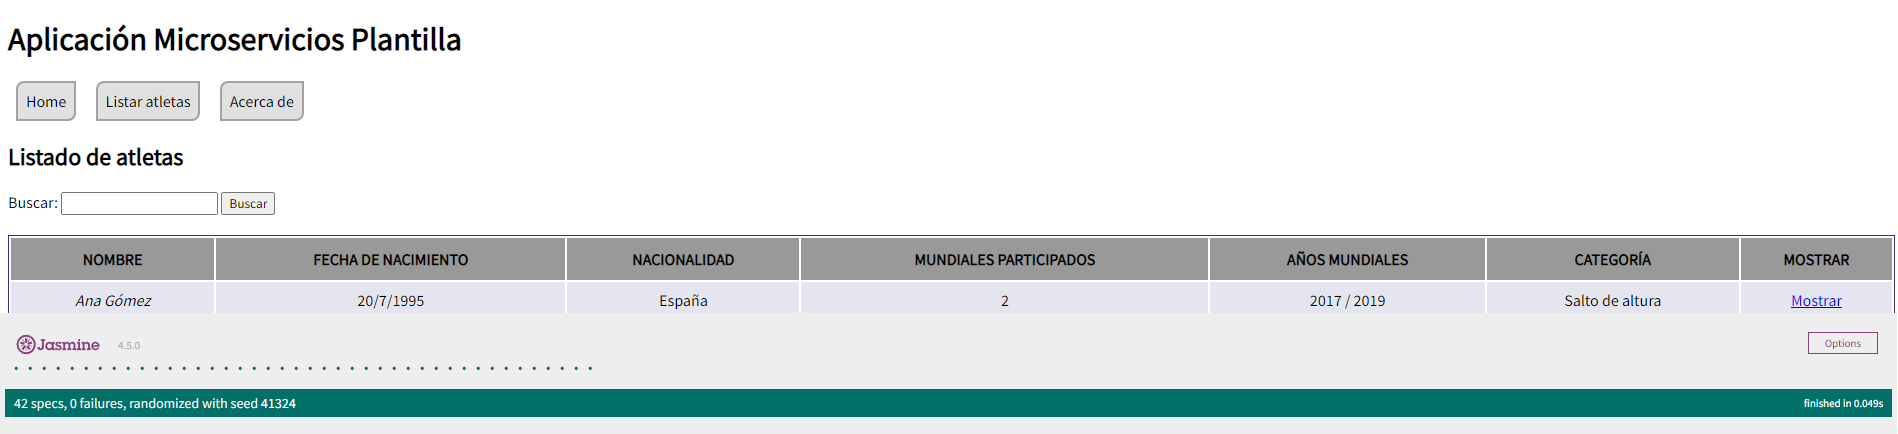 Aplicación Microservicios Plantilla
Home Listar atletas Acerca de
Listado de atletas
Buscar: Buscar
NOMBRE FECHA DE NACIMIENTO NACIONALIDAD MUNDIALES PARTICIPADOS AÑOS MUNDIALES CATEGORÍA MOSTRAR
Ana Gómez 20/7/1995 España 2 2017 / 2019 Salto de altura Mostrar
Jasmine 4.5.0 Options
42 specs, 0 failures, randomized with seed 41324 finished in 0.049s